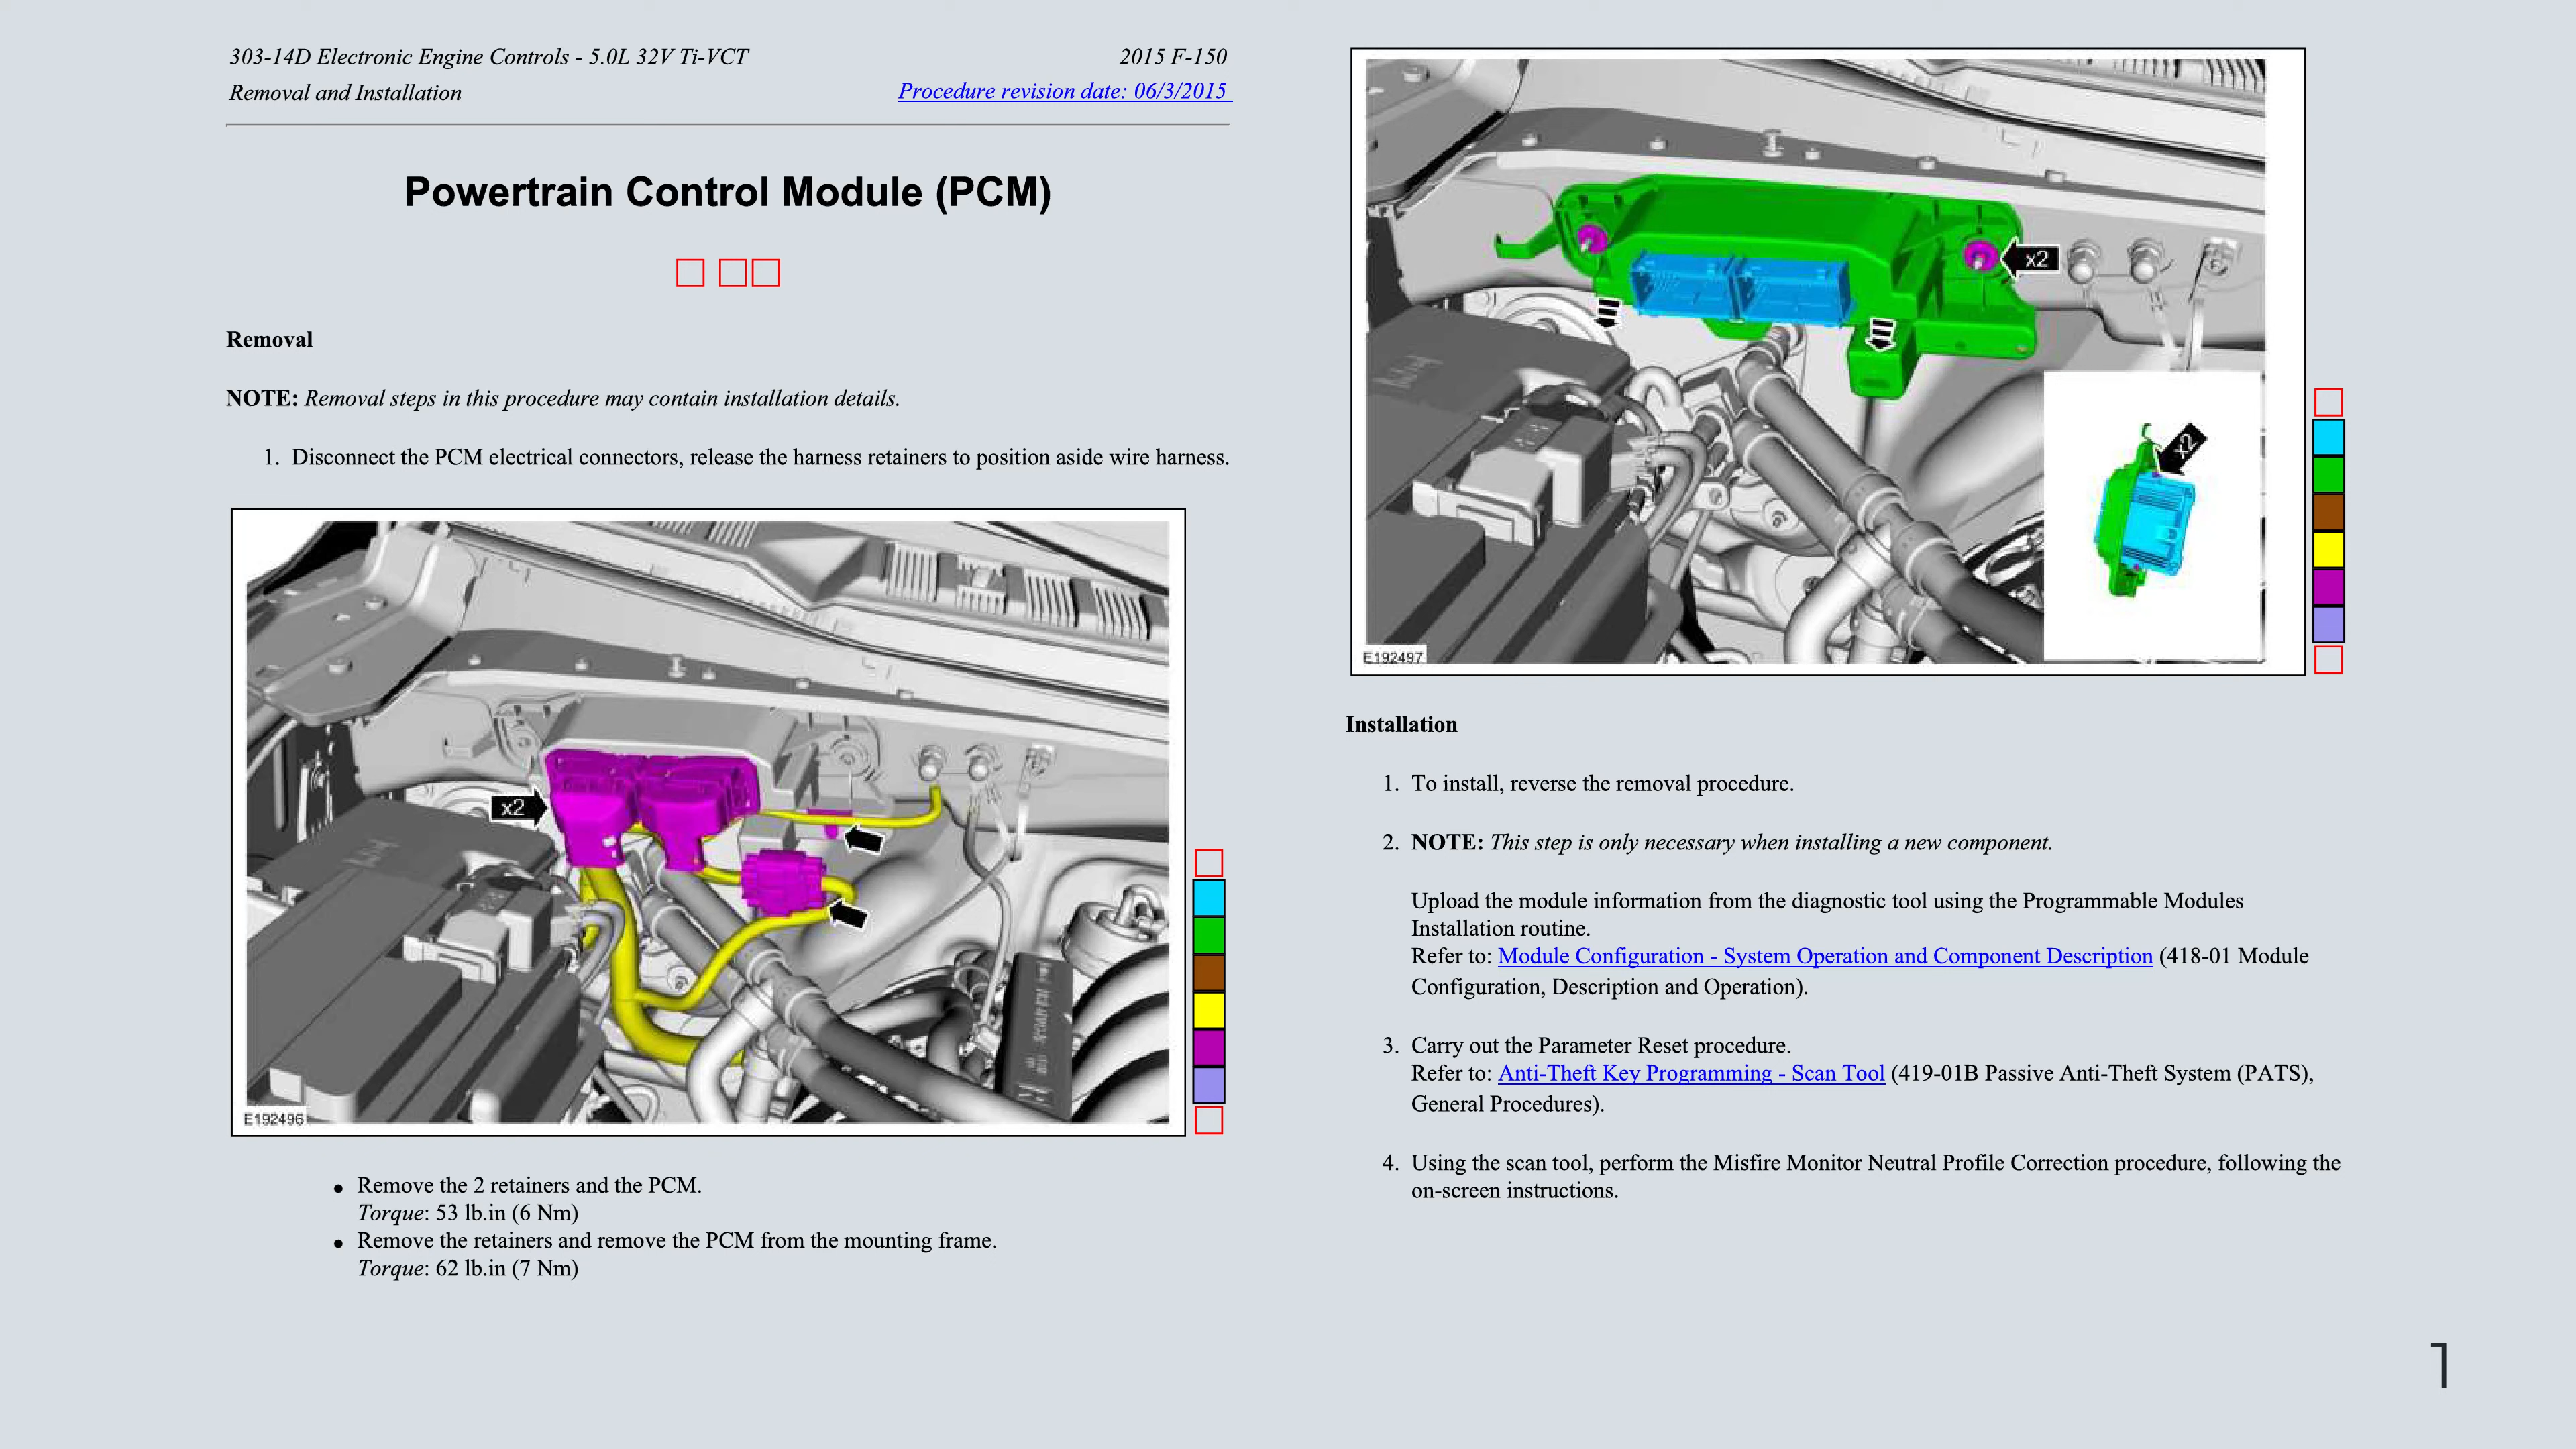 303-14D Electronic Engine Controls - 5.0L 32V Ti-VCT
2015 F-150
Removal and Installation
Procedure revision date: 06/3/2015
Powertrain Control Module (PCM)
Removal
NOTE: Removal steps in this procedure may contain installation details.
1. Disconnect the PCM electrical connectors, release the harness retainers to position aside wire harness.
x2
E192496
● Remove the 2 retainers and the PCM.
Torque: 53 lb.in (6 Nm)
● Remove the retainers and remove the PCM from the mounting frame.
Torque: 62 lb.in (7 Nm)
x2
x2
E192497
Installation
1. To install, reverse the removal procedure.
2. NOTE: This step is only necessary when installing a new component.
Upload the module information from the diagnostic tool using the Programmable Modules
Installation routine.
Refer to: Module Configuration - System Operation and Component Description (418-01 Module
Configuration, Description and Operation).
3. Carry out the Parameter Reset procedure.
Refer to: Anti-Theft Key Programming - Scan Tool (419-01B Passive Anti-Theft System (PATS),
General Procedures).
4. Using the scan tool, perform the Misfire Monitor Neutral Profile Correction procedure, following the
on-screen instructions.
1